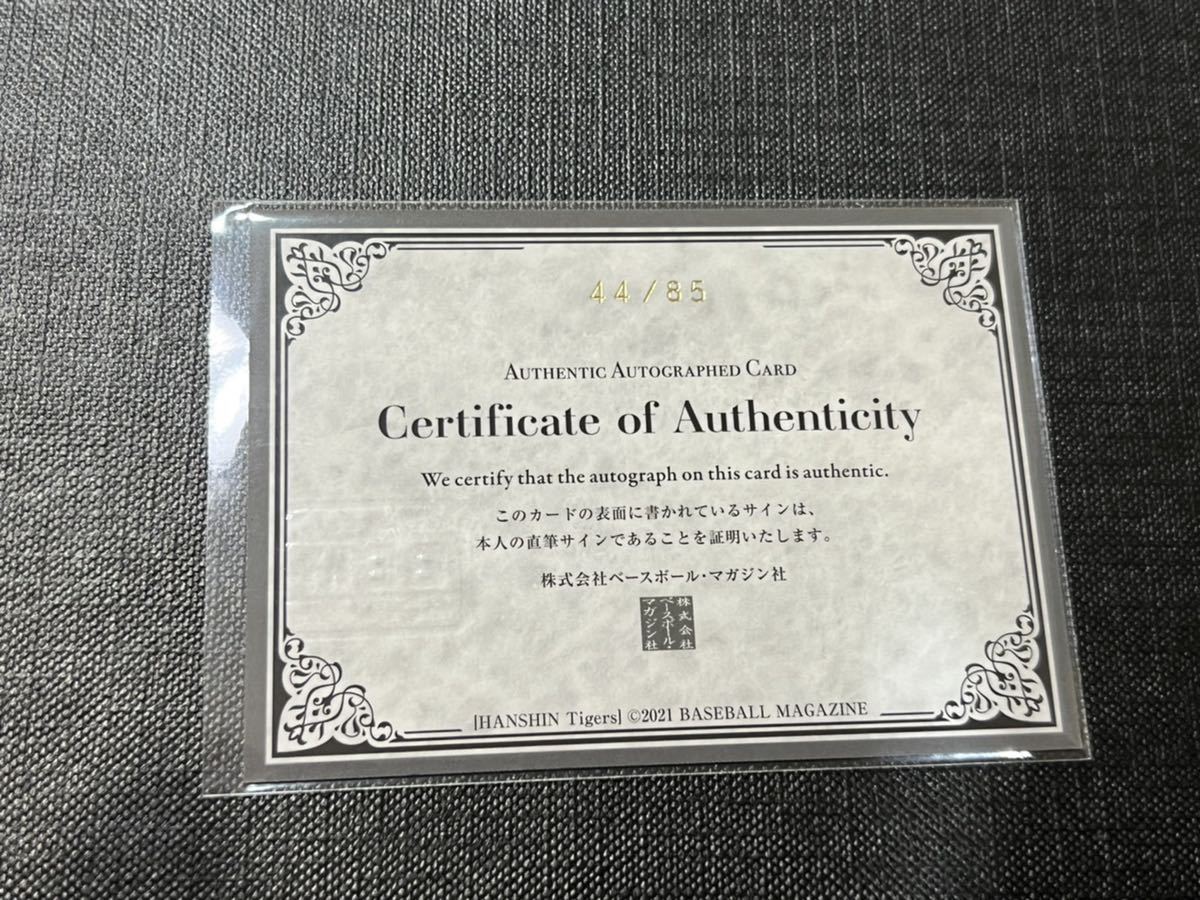 44/85
AUTHENTIC AUTOGRAPHED CARD
Certificate of Authenticity
We certify that the autograph on this card is authentic.
このカードの表面に書かれているサインは、
本人の直筆サインであることを証明いたします。
株式会社ベースボール・マガジン社
株式会社
ベースボール・
マガジン社
[HANSHIN Tigers] ©2021 BASEBALL MAGAZINE